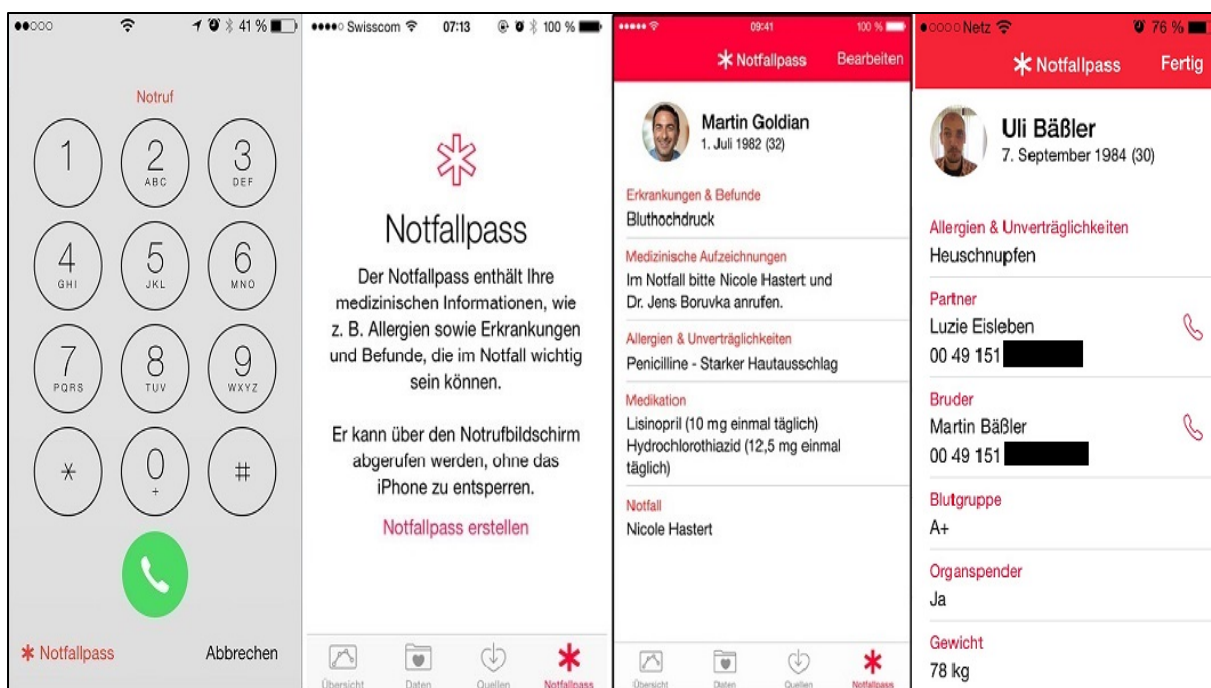 41 %
Notruf
1
2
ABC
3
DEF
4
GHI
5
JKL
6
MNO
7
PQRS
8
TUV
9
WXYZ
*
0
+
#
* Notfallpass
Abbrechen
Swisscom
07:13
100 %
Notfallpass
Der Notfallpass enthält Ihre
medizinischen Informationen, wie
z. B. Allergien sowie Erkrankungen
und Befunde, die im Notfall wichtig
sein können.
Er kann über den Notrufbildschirm
abgerufen werden, ohne das
iPhone zu entsperren.
Notfallpass erstellen
Übersicht
Daten
Quellen
Notfallpass
09:41
100 %
* Notfallpass
Bearbeiten
Martin Goldian
1. Juli 1982 (32)
Erkrankungen & Befunde
Bluthochdruck
Medizinische Aufzeichnungen
Im Notfall bitte Nicole Hastert und
Dr. Jens Boruvka anrufen.
Allergien & Unverträglichkeiten
Penicilline - Starker Hautausschlag
Medikation
Lisinopril (10 mg einmal täglich)
Hydrochlorothiazid (12,5 mg einmal
täglich)
Notfall
Nicole Hastert
Übersicht
Daten
Quellen
Notfallpass
Netz
76 %
* Notfallpass
Fertig
Uli Bäßler
7. September 1984 (30)
Allergien & Unverträglichkeiten
Heuschnupfen
Partner
Luzie Eisleben
00 49 151
Bruder
Martin Bäßler
00 49 151
Blutgruppe
A+
Organspender
Ja
Gewicht
78 kg